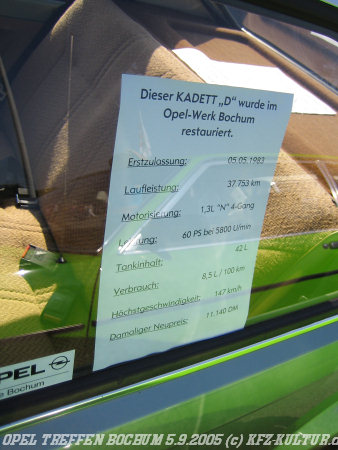 Dieser KADETT „D“ wurde im
Opel-Werk Bochum
restauriert.
Erstzulassung: 05.05.1983
Laufleistung: 37.753 km
Motorisierung: 1,3L "N" 4-Gang
Leistung: 60 PS bei 5800 U/min
Tankinhalt: 42 L
Verbrauch: 8,5 L / 100 km
Höchstgeschwindigkeit: 147 km/h
Damaliger Neupreis: 11.140 DM
OPEL
Bochum
OPEL TREFFEN BOCHUM 5.9.2005 (c) KFZ-KULTUR.d